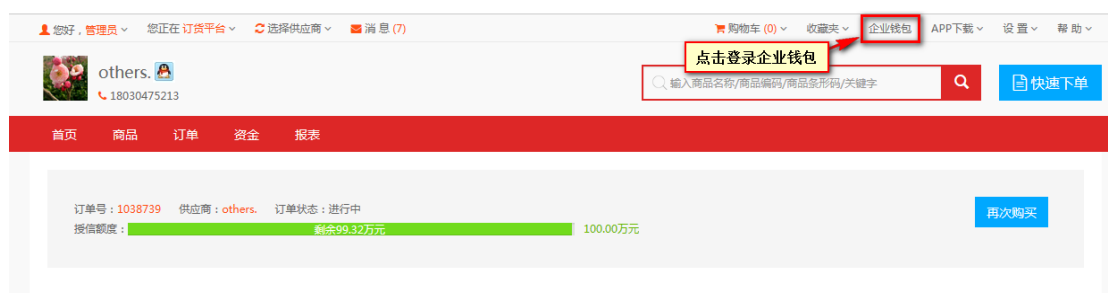 您好，管理员 您正在 订货平台 选择供应商 消 息 (7) 购物车 (0) 收藏夹 企业钱包 APP下载 设 置 帮 助
点击登录企业钱包
others.
18030475213
输入商品名称/商品编码/商品条形码/关键字
快速下单
首页 商品 订单 资金 报表
订单号：1038739 供应商：others. 订单状态：进行中
再次购买
授信额度： 剩余99.32万元 100.00万元